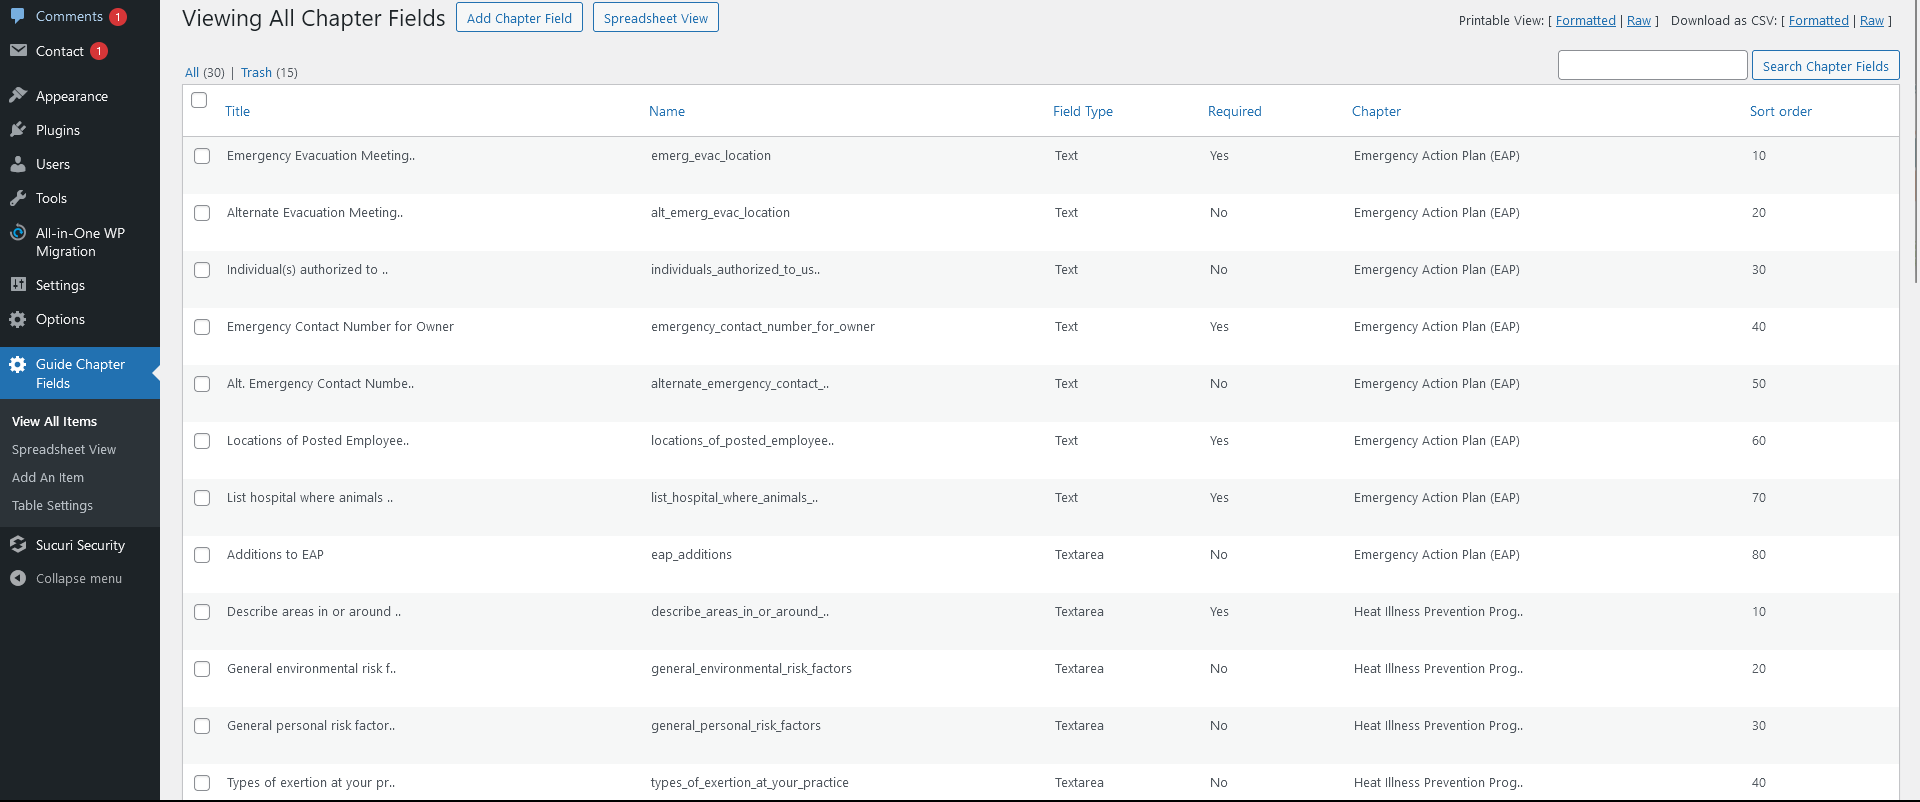 Comments 1
Contact 1
Appearance
Plugins
Users
Tools
All-in-One WP
Migration
Settings
Options
Guide Chapter
Fields
View All Items
Spreadsheet View
Add An Item
Table Settings
Sucuri Security
Collapse menu
Viewing All Chapter Fields Add Chapter Field Spreadsheet View
Printable View: [ Formatted | Raw ] Download as CSV: [ Formatted | Raw ]
All (30) | Trash (15)
Search Chapter Fields
Title Name Field Type Required Chapter Sort order
Emergency Evacuation Meeting.. emerg_evac_location Text Yes Emergency Action Plan (EAP) 10
Alternate Evacuation Meeting.. alt_emerg_evac_location Text No Emergency Action Plan (EAP) 20
Individual(s) authorized to .. individuals_authorized_to_us.. Text No Emergency Action Plan (EAP) 30
Emergency Contact Number for Owner emergency_contact_number_for_owner Text Yes Emergency Action Plan (EAP) 40
Alt. Emergency Contact Numbe.. alternate_emergency_contact_.. Text No Emergency Action Plan (EAP) 50
Locations of Posted Employee.. locations_of_posted_employee.. Text Yes Emergency Action Plan (EAP) 60
List hospital where animals .. list_hospital_where_animals_.. Text Yes Emergency Action Plan (EAP) 70
Additions to EAP eap_additions Textarea No Emergency Action Plan (EAP) 80
Describe areas in or around .. describe_areas_in_or_around_.. Textarea Yes Heat Illness Prevention Prog.. 10
General environmental risk f.. general_environmental_risk_factors Textarea No Heat Illness Prevention Prog.. 20
General personal risk factor.. general_personal_risk_factors Textarea No Heat Illness Prevention Prog.. 30
Types of exertion at your pr.. types_of_exertion_at_your_practice Textarea No Heat Illness Prevention Prog.. 40